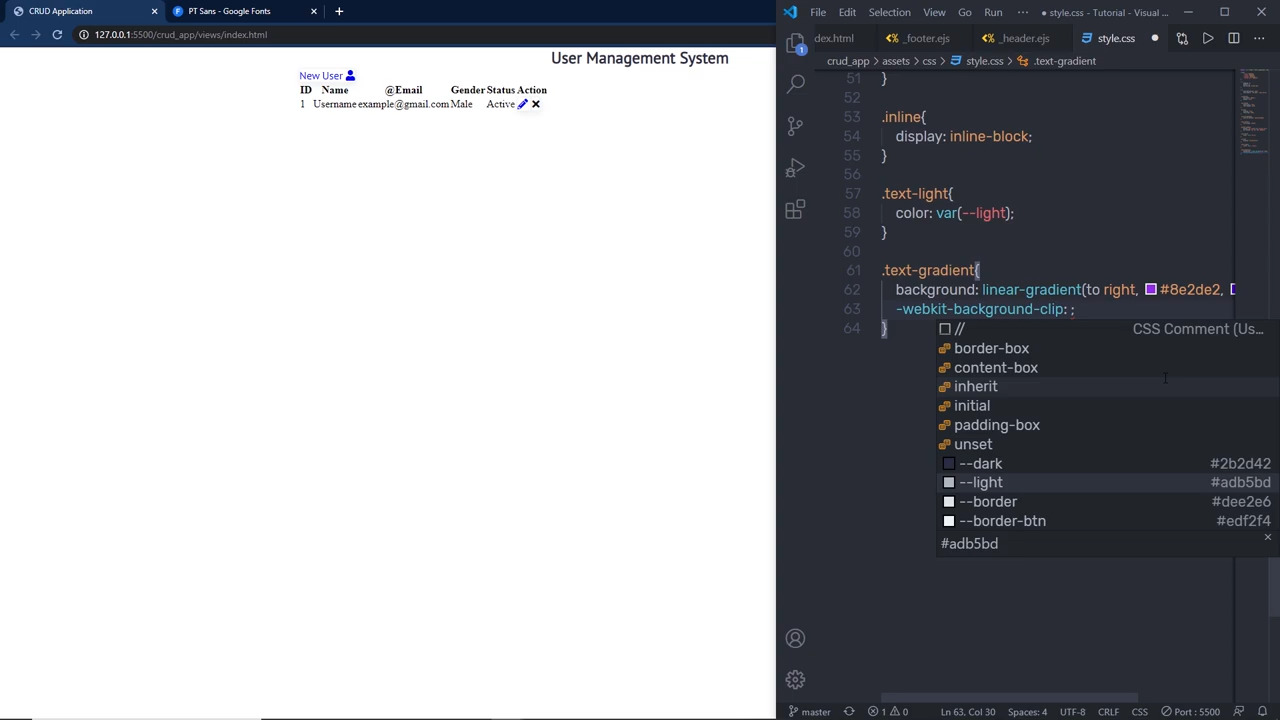 CRUD Application
PT Sans - Google Fonts
127.0.0.1:5500/crud_app/views/index.html
User Management System
New User
ID Name @Email Gender Status Action
1 Username example@gmail.com Male Active
File Edit Selection View Go Run ··· ● style.css - Tutorial - Visual ...
dex.html _footer.ejs _header.ejs style.css
crud_app > assets > css > style.css > .text-gradient
51 }
52
53 .inline{
54 display: inline-block;
55 }
56
57 .text-light{
58 color: var(--light);
59 }
60
61 .text-gradient{
62 background: linear-gradient(to right, #8e2de2,
63 -webkit-background-clip: ;
64 }
// CSS Comment (Us...
border-box
content-box
inherit
initial
padding-box
unset
--dark #2b2d42
--light #adb5bd
--border #dee2e6
--border-btn #edf2f4
#adb5bd
1
master 1 0 Ln 63, Col 30 Spaces: 4 UTF-8 CRLF CSS Port : 5500